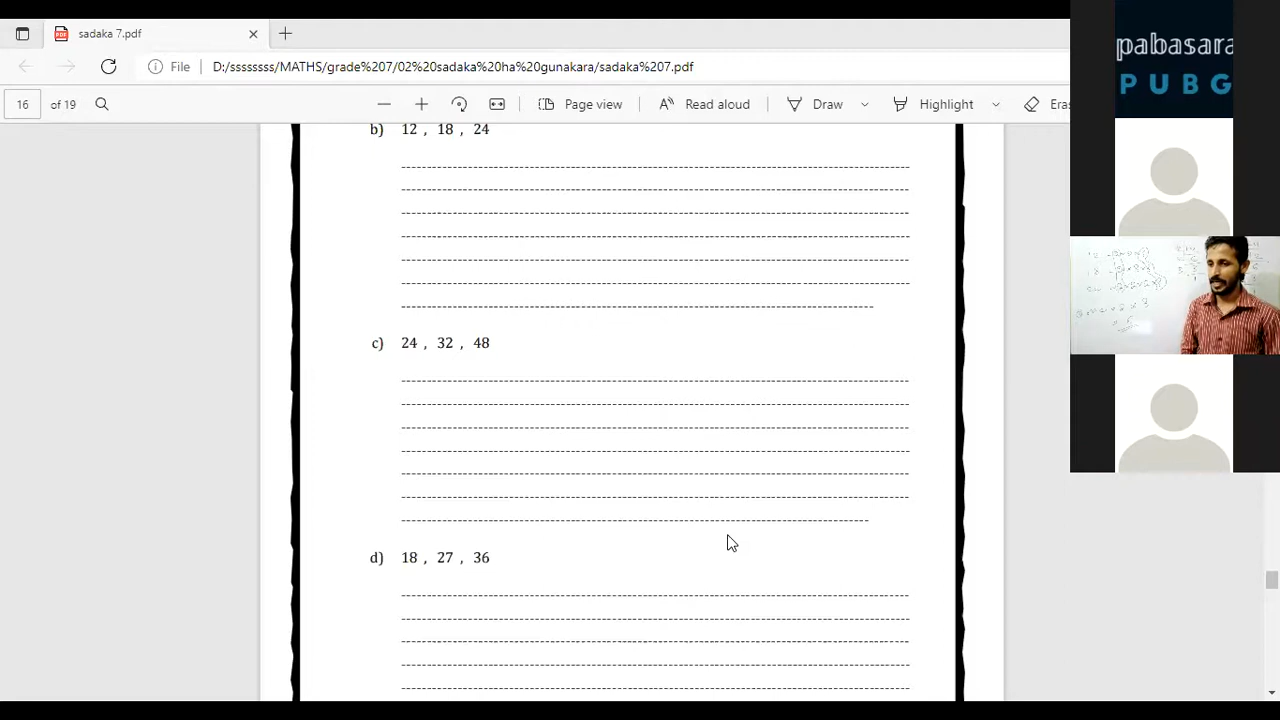 sadaka 7.pdf
File D:/ssssssss/MATHS/grade%207/02%20sadaka%20ha%20gunakara/sadaka%207.pdf
16 of 19 Page view Read aloud Draw Highlight
b) 12 , 18 , 24
c) 24 , 32 , 48
d) 18 , 27 , 36
pabasara
PUBG